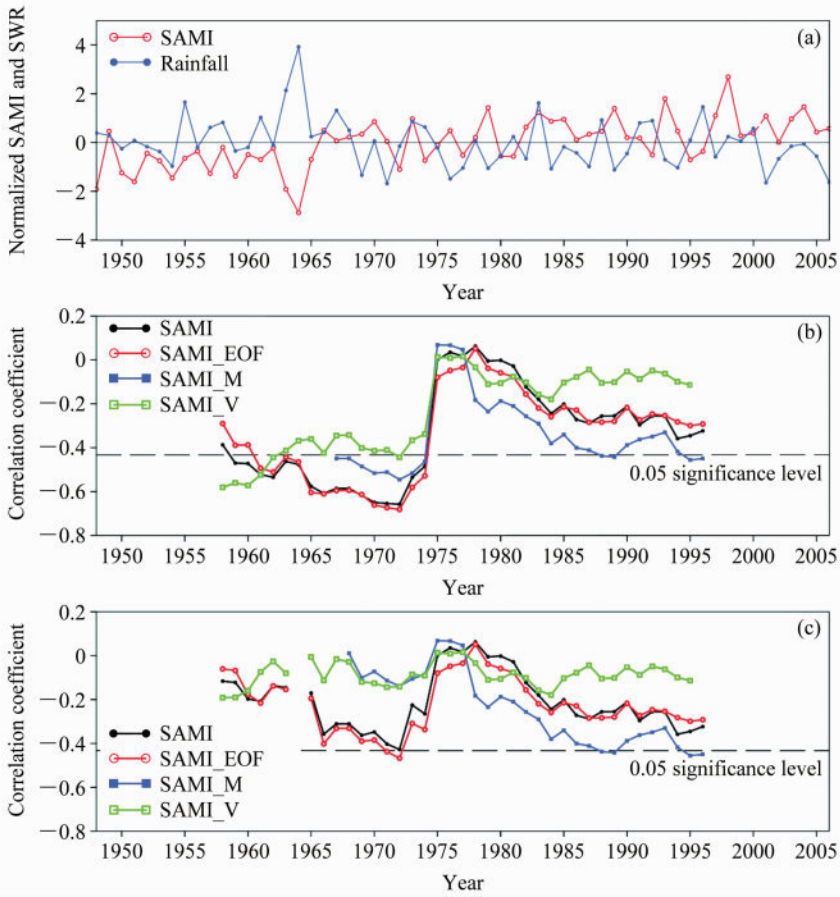 Normalized SAMI and SWR
4
2
0
−2
−4
SAMI
Rainfall
(a)
1950 1955 1960 1965 1970 1975 1980 1985 1990 1995 2000 2005
Year
Correlation coefficient
0.2
0
−0.2
−0.4
−0.6
−0.8
SAMI
SAMI_EOF
SAMI_M
SAMI_V
(b)
0.05 significance level
1950 1955 1960 1965 1970 1975 1980 1985 1990 1995 2000 2005
Year
Correlation coefficient
0.2
0
−0.2
−0.4
−0.6
−0.8
(c)
SAMI
SAMI_EOF
SAMI_M
SAMI_V
0.05 significance level
1950 1955 1960 1965 1970 1975 1980 1985 1990 1995 2000 2005
Year